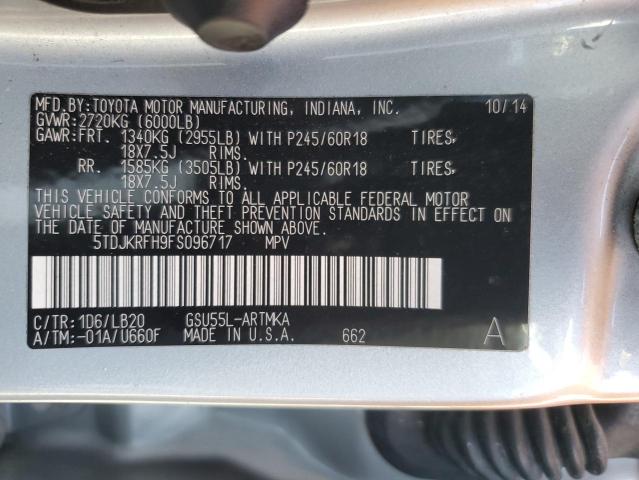 MFD.BY:TOYOTA MOTOR MANUFACTURING, INDIANA, INC. 10/14
GVWR:2720KG (6000LB)
GAWR:FRT. 1340KG (2955LB) WITH P245/60R18 TIRES,
18X7.5J RIMS.
RR. 1585KG (3505LB) WITH P245/60R18 TIRES,
18X7.5J RIMS.
THIS VEHICLE CONFORMS TO ALL APPLICABLE FEDERAL MOTOR
VEHICLE SAFETY AND THEFT PREVENTION STANDARDS IN EFFECT ON
THE DATE OF MANUFACTURE SHOWN ABOVE.
5TDJKRFH9FS096717 MPV
C/TR:1D6/LB20 GSU55L-ARTMKA
A/TM:-01A/U660F MADE IN U.S.A. 662 A